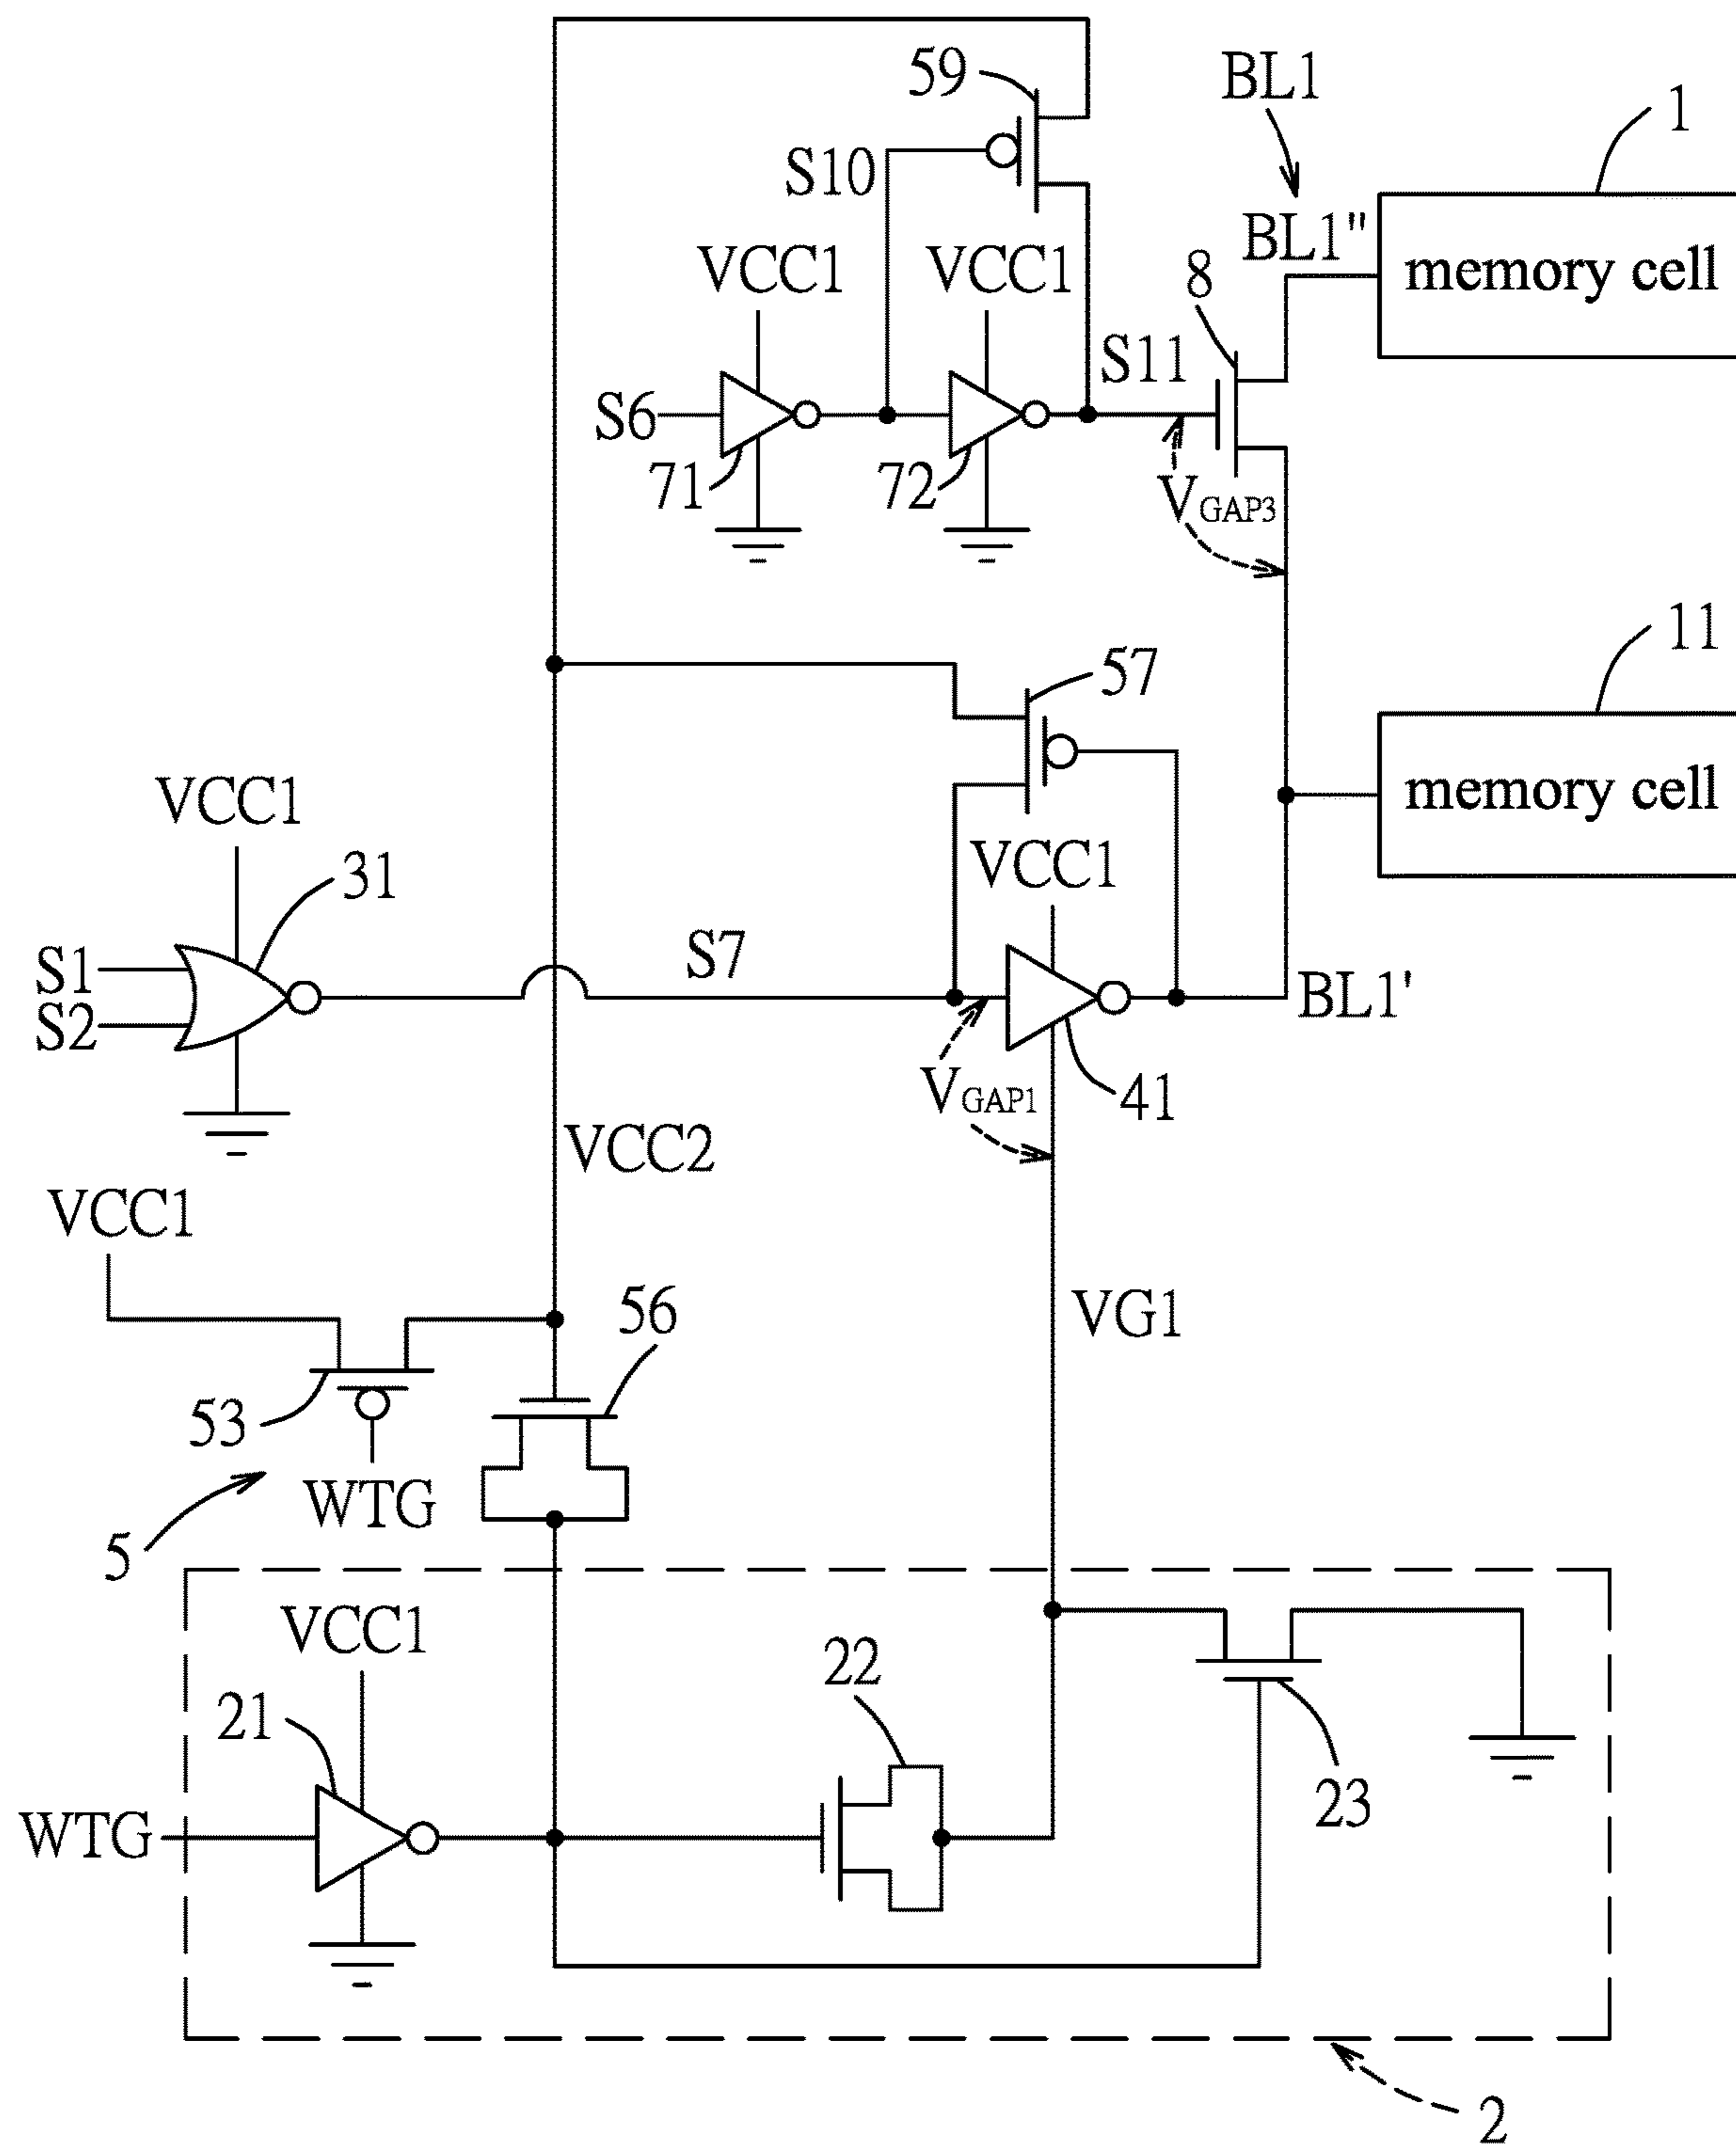 59
BL1
1
S10
BL1"
memory cell
VCC1
VCC1
8
S11
S6
71
72
VGAP3
11
57
memory cell
VCC1
31
VCC1
S7
S1
S2
BL1'
VGAP1
41
VCC2
VCC1
56
VG1
53
WTG
5
VCC1
22
21
23
WTG
2